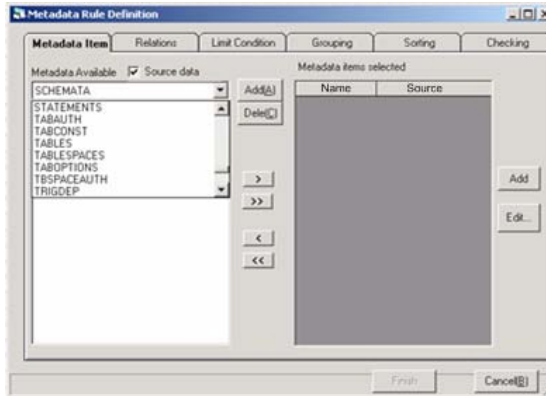 Metadata Rule Definition
Metadata Item Relations Limit Condition Grouping Sorting Checking
Metadata Available Source data Metadata items selected
SCHEMATA Add(A) Name Source
STATEMENTS Dele(C)
TABAUTH
TABCONST
TABLES
TABLESPACES
TABOPTIONS
TBSPACEAUTH
TRIGDEP
> Add
>>
Edit...
<
<<
Finish Cancel(B)